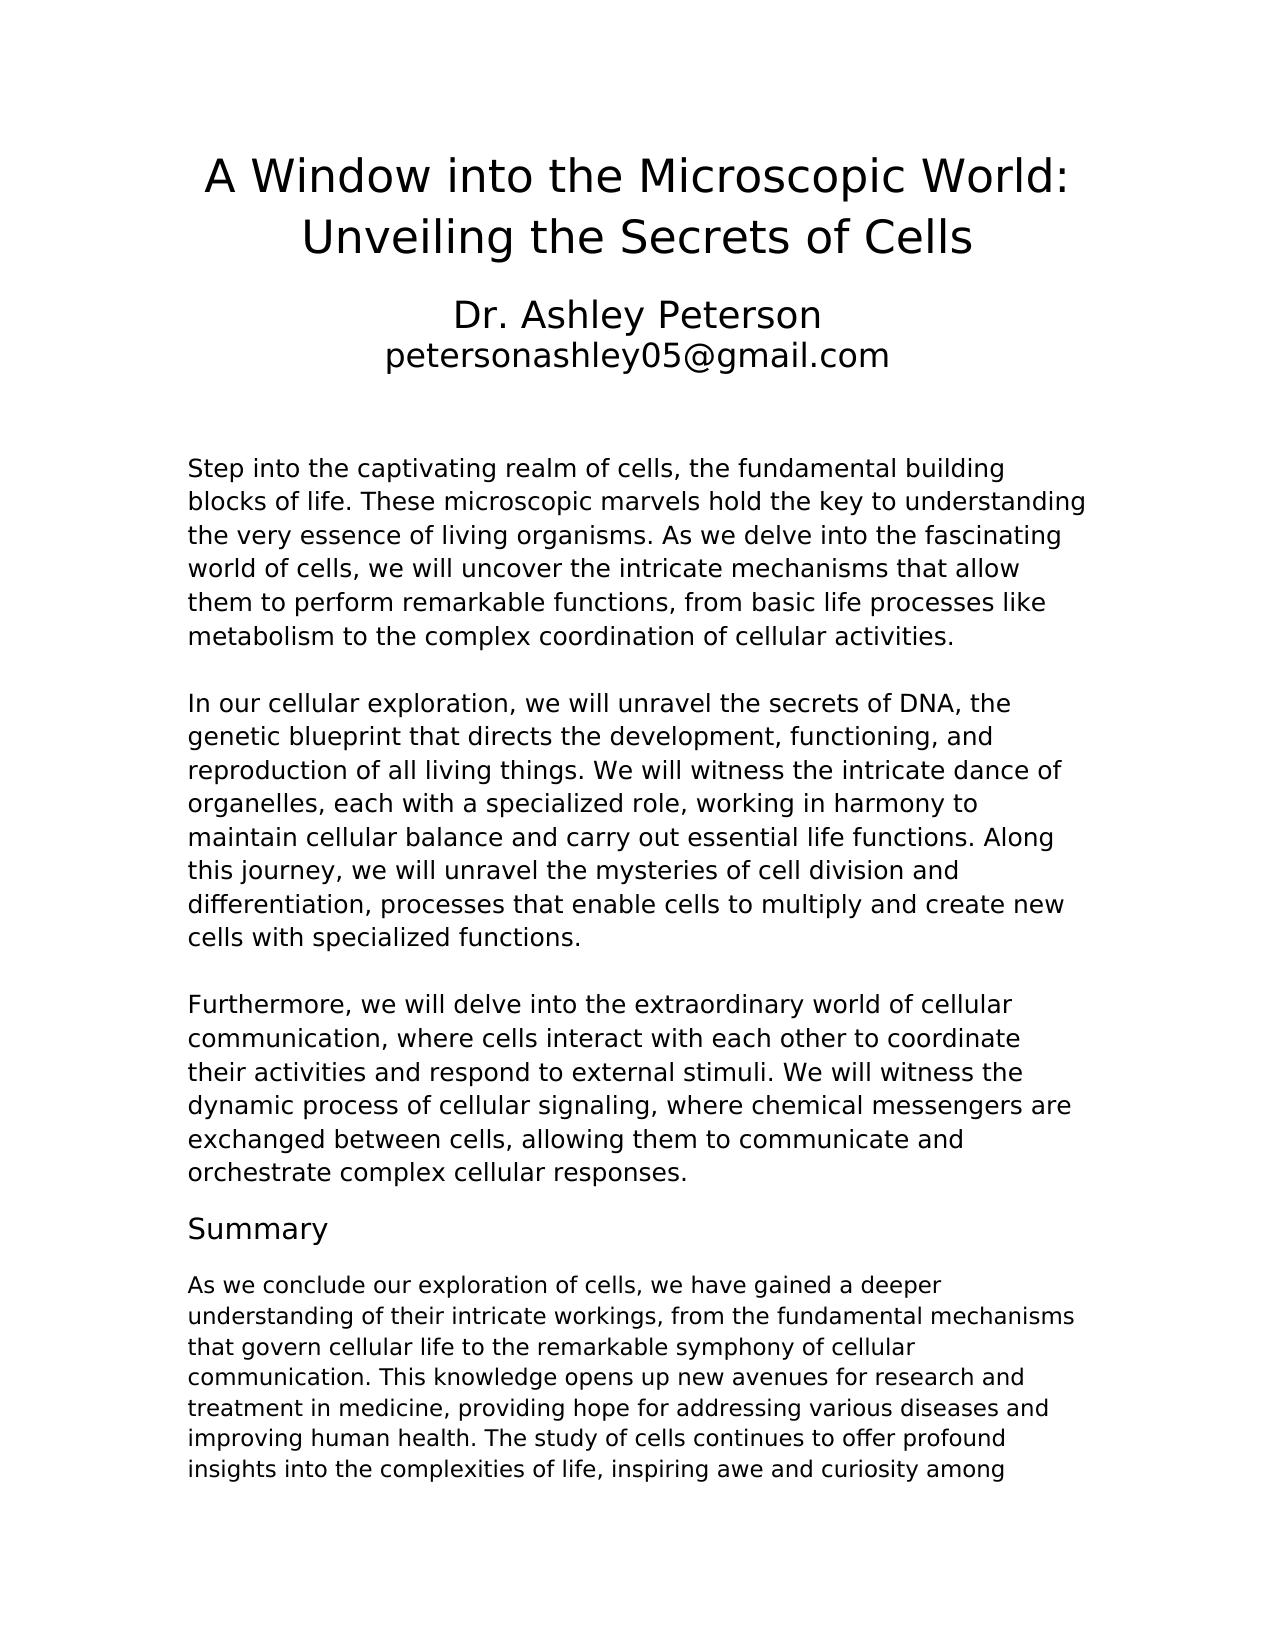 A Window into the Microscopic World:
Unveiling the Secrets of Cells
Dr. Ashley Peterson
petersonashley05@gmail.com
Step into the captivating realm of cells, the fundamental building
blocks of life. These microscopic marvels hold the key to understanding
the very essence of living organisms. As we delve into the fascinating
world of cells, we will uncover the intricate mechanisms that allow
them to perform remarkable functions, from basic life processes like
metabolism to the complex coordination of cellular activities.
In our cellular exploration, we will unravel the secrets of DNA, the
genetic blueprint that directs the development, functioning, and
reproduction of all living things. We will witness the intricate dance of
organelles, each with a specialized role, working in harmony to
maintain cellular balance and carry out essential life functions. Along
this journey, we will unravel the mysteries of cell division and
differentiation, processes that enable cells to multiply and create new
cells with specialized functions.
Furthermore, we will delve into the extraordinary world of cellular
communication, where cells interact with each other to coordinate
their activities and respond to external stimuli. We will witness the
dynamic process of cellular signaling, where chemical messengers are
exchanged between cells, allowing them to communicate and
orchestrate complex cellular responses.
Summary
As we conclude our exploration of cells, we have gained a deeper
understanding of their intricate workings, from the fundamental mechanisms
that govern cellular life to the remarkable symphony of cellular
communication. This knowledge opens up new avenues for research and
treatment in medicine, providing hope for addressing various diseases and
improving human health. The study of cells continues to offer profound
insights into the complexities of life, inspiring awe and curiosity among